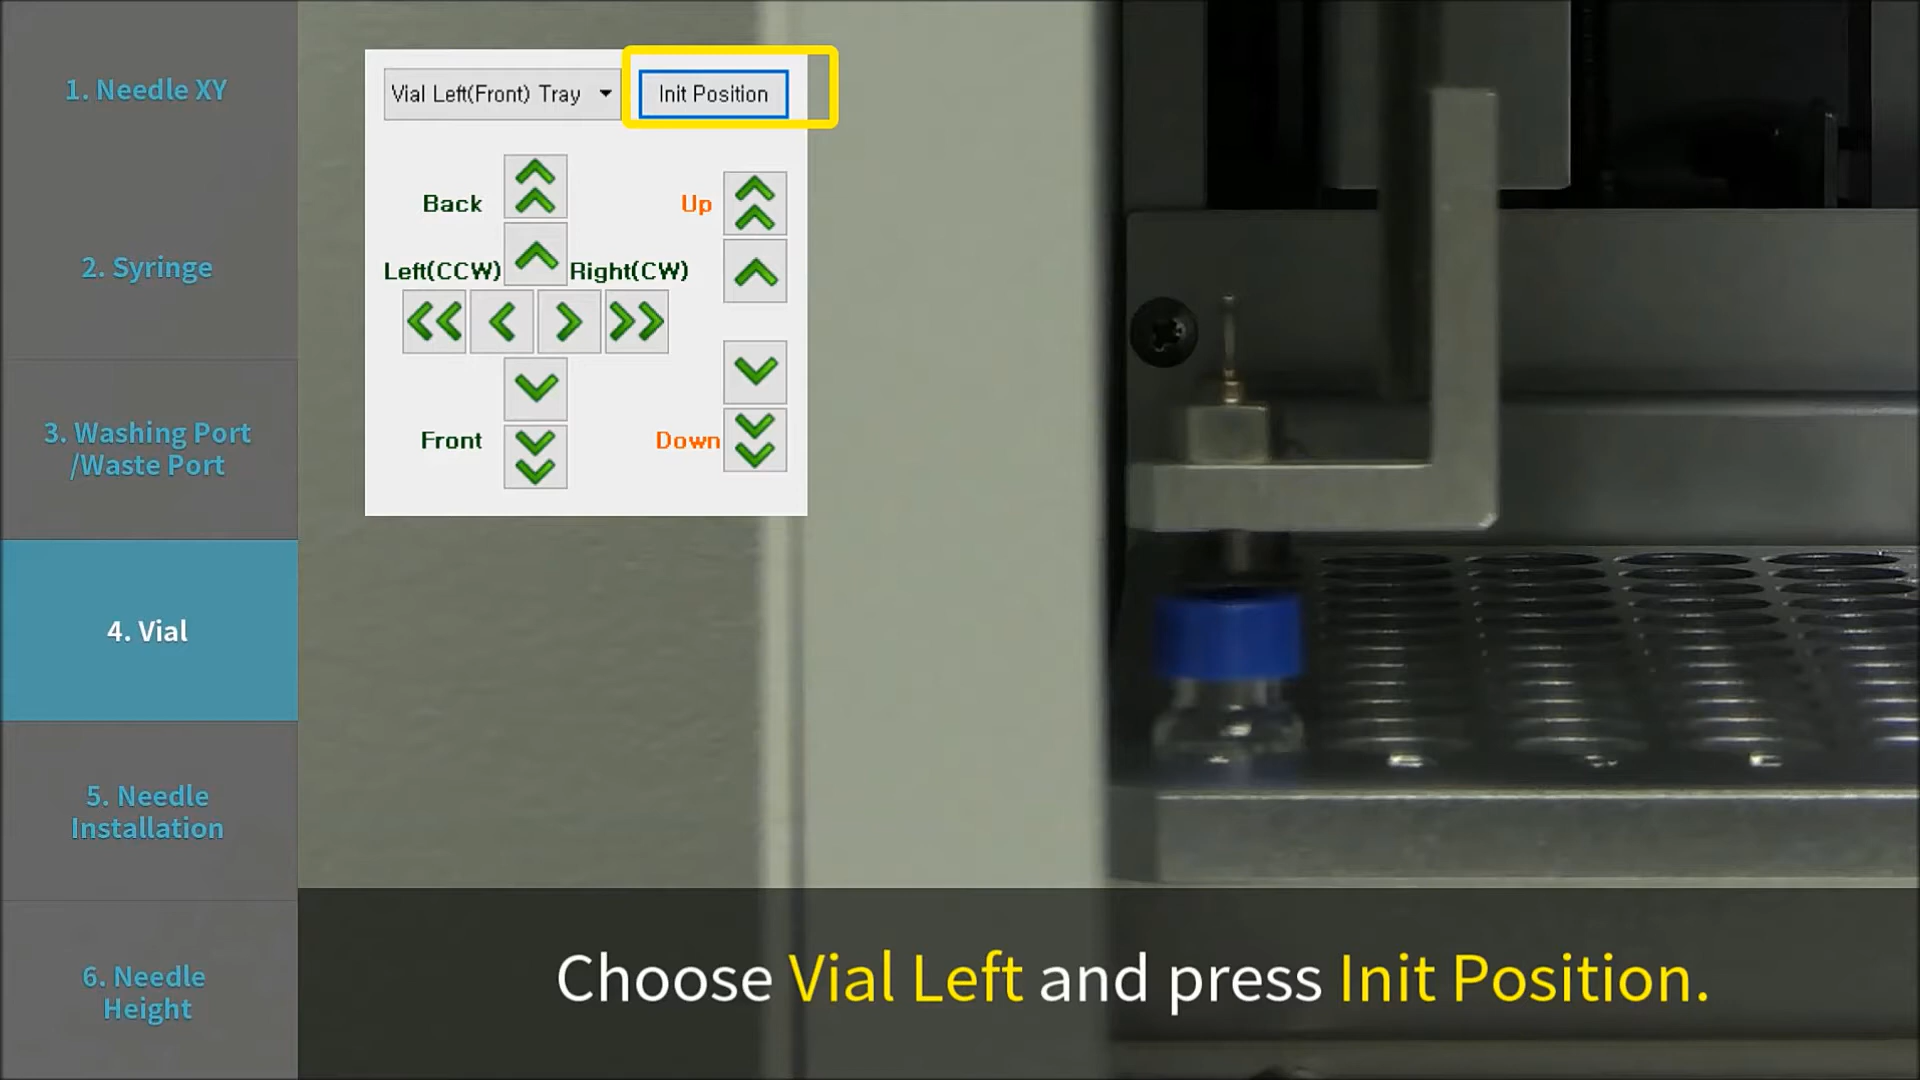 1. Needle XY
2. Syringe
3. Washing Port
/Waste Port
4. Vial
5. Needle
Installation
6. Needle
Height
Vial Left(Front) Tray
Init Position
Back
Up
Left(CCW)
Right(CW)
Front
Down
Choose Vial Left and press Init Position.